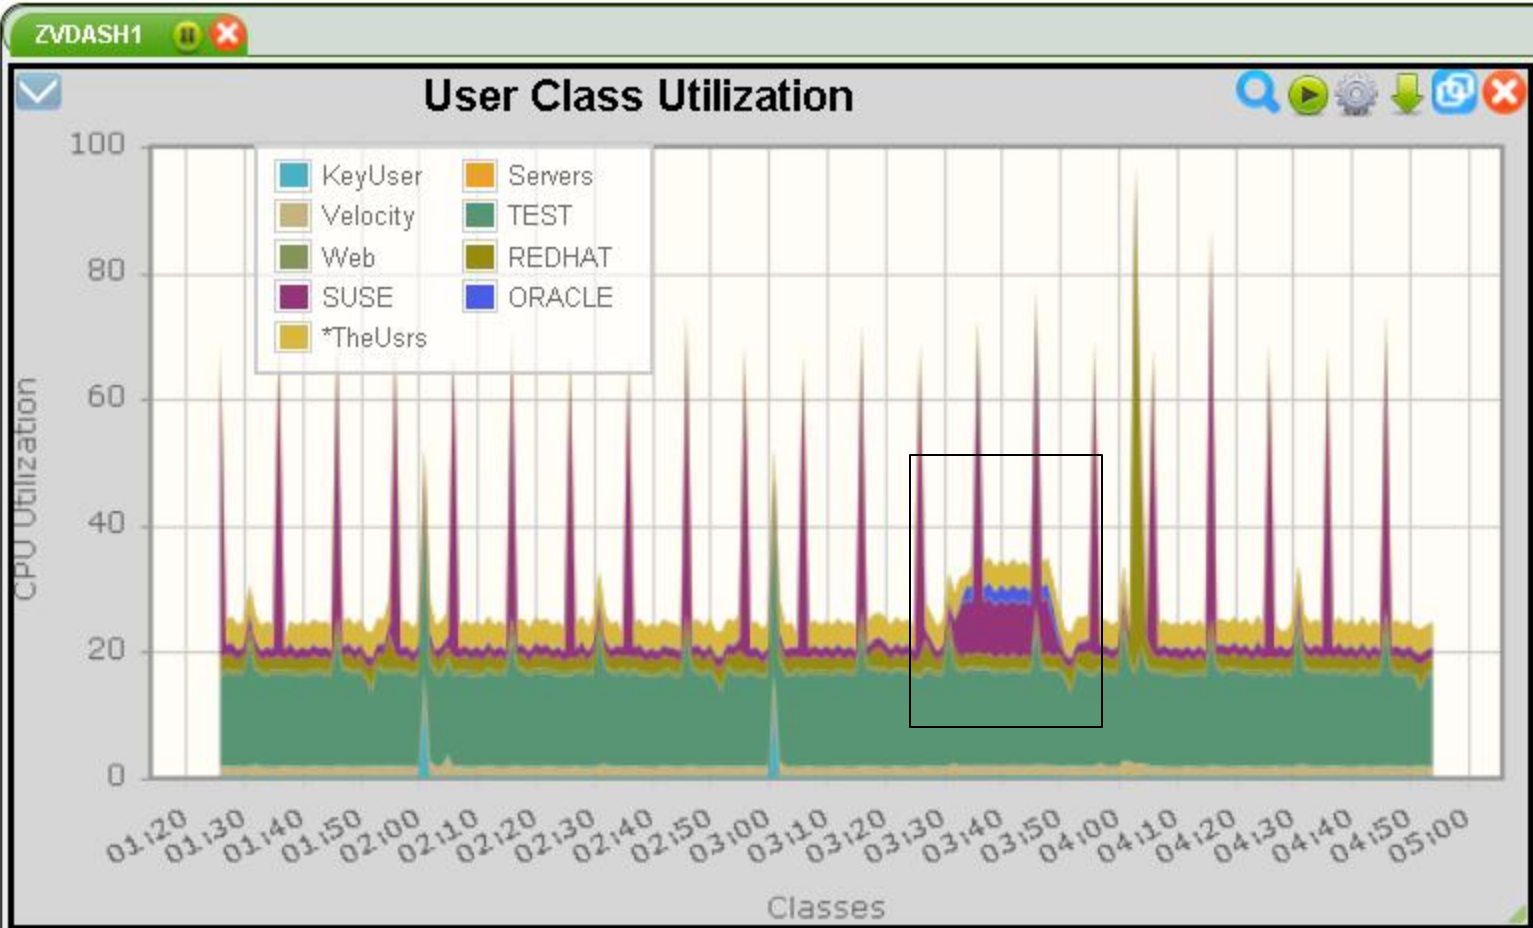 ZVDASH1
User Class Utilization
100
80
60
40
20
0
CPU Utilization
KeyUser Servers
Velocity TEST
Web REDHAT
SUSE ORACLE
*TheUsrs
01:20 01:30 01:40 01:50 02:00 02:10 02:20 02:30 02:40 02:50 03:00 03:10 03:20 03:30 03:40 03:50 04:00 04:10 04:20 04:30 04:40 04:50 05:00
Classes